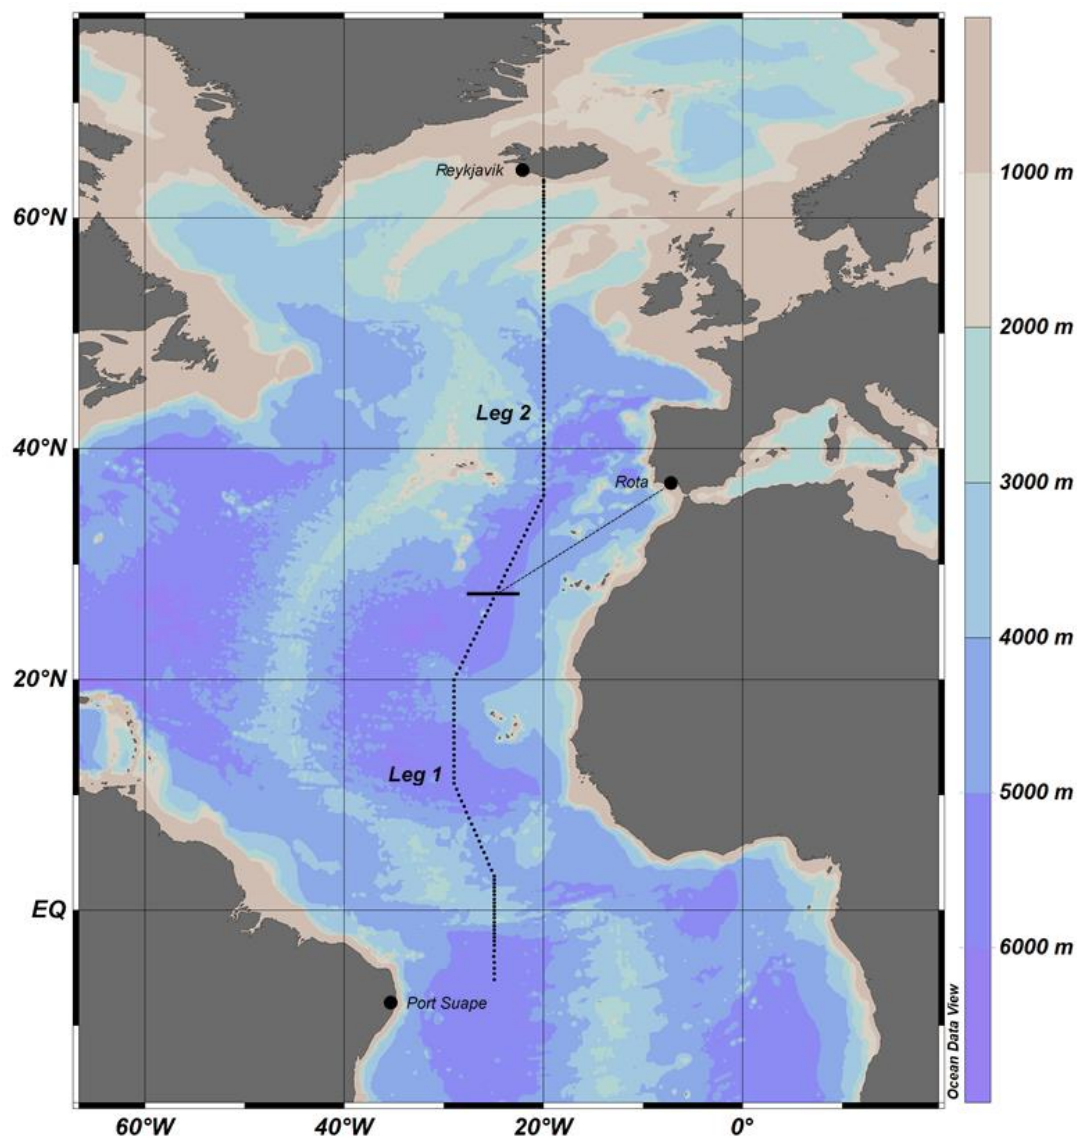 Reykjavik
1000 m
60°N
2000 m
Leg 2
40°N
Rota
3000 m
4000 m
20°N
Leg 1
5000 m
EQ
6000 m
Port Suape
Ocean Data View
60°W
40°W
20°W
0°